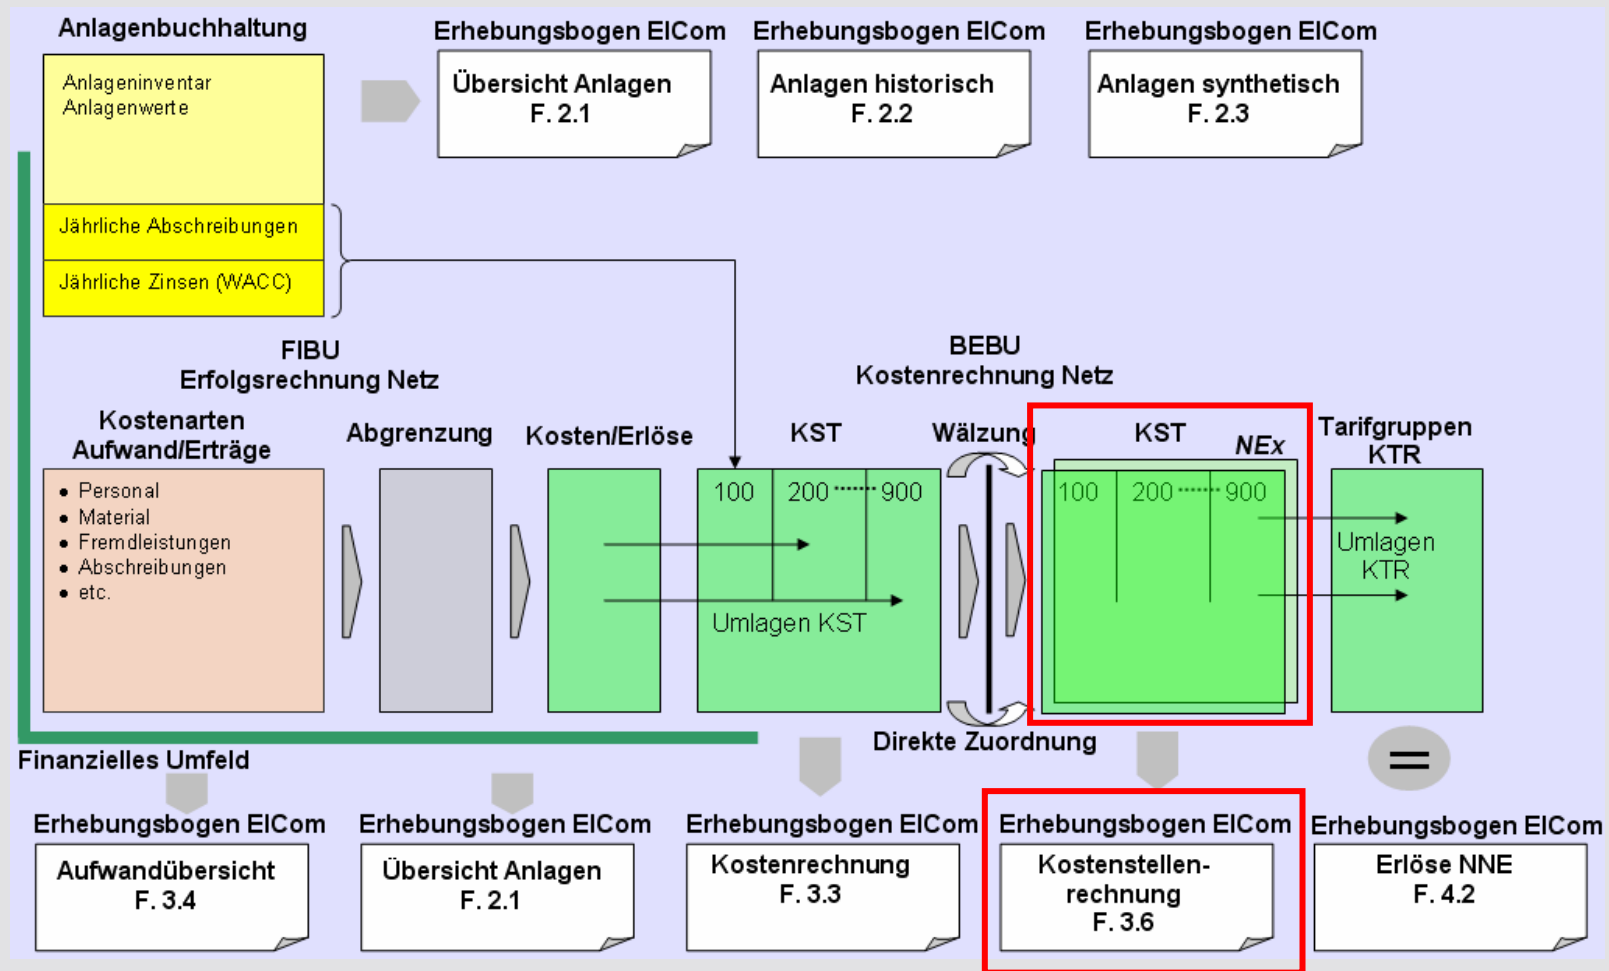 Anlagenbuchhaltung
Anlageninventar
Anlagenwerte
Jährliche Abschreibungen
Jährliche Zinsen (WACC)
Erhebungsbogen ElCom
Übersicht Anlagen
F. 2.1
Erhebungsbogen ElCom
Anlagen historisch
F. 2.2
Erhebungsbogen ElCom
Anlagen synthetisch
F. 2.3
FIBU
Erfolgsrechnung Netz
BEBU
Kostenrechnung Netz
Kostenarten
Aufwand/Erträge
• Personal
• Material
• Fremdleistungen
• Abschreibungen
• etc.
Abgrenzung
Kosten/Erlöse
KST
100 200 ······· 900
Umlagen KST
Wälzung
Direkte Zuordnung
KST
NEx
100 200 ······· 900
Tarifgruppen
KTR
Umlagen
KTR
=
Finanzielles Umfeld
Erhebungsbogen ElCom
Aufwandübersicht
F. 3.4
Erhebungsbogen ElCom
Übersicht Anlagen
F. 2.1
Erhebungsbogen ElCom
Kostenrechnung
F. 3.3
Erhebungsbogen ElCom
Kostenstellen-
rechnung
F. 3.6
Erhebungsbogen ElCom
Erlöse NNE
F. 4.2